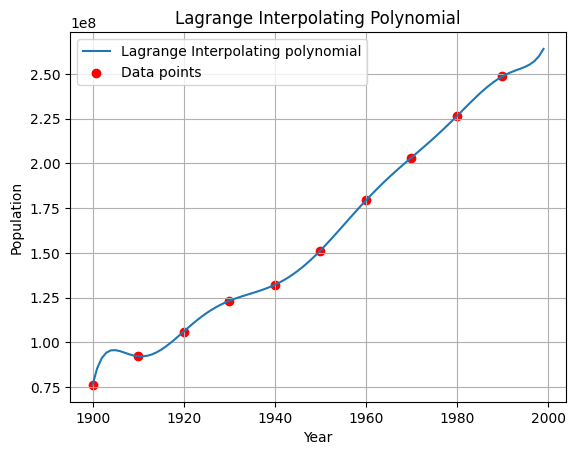 Lagrange Interpolating Polynomial
1e8
Lagrange Interpolating polynomial
Data points
2.50
2.25
2.00
1.75
1.50
1.25
1.00
0.75
Population
1900 1920 1940 1960 1980 2000
Year